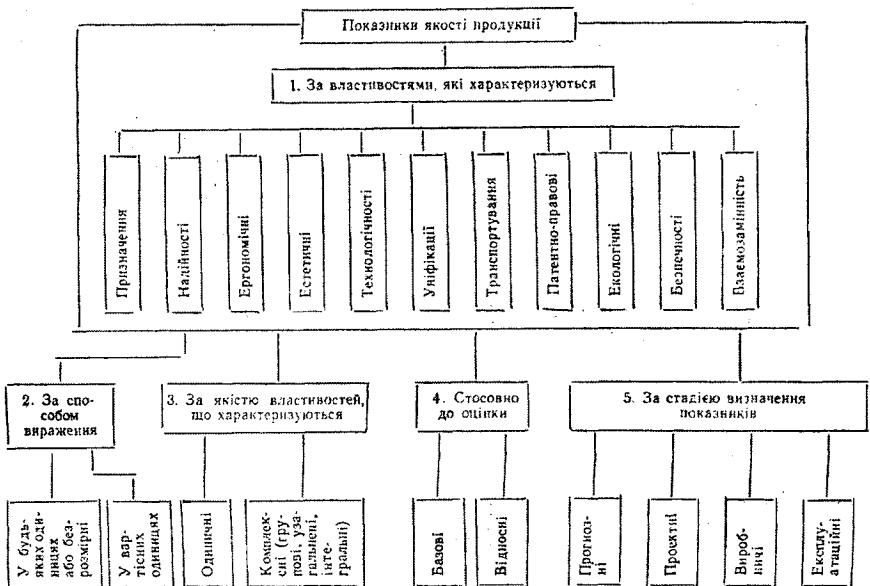 Показники якості продукції
1. За властивостями, які характеризуються
Призначення
Надійності
Ергономічні
Естетичні
Технологічності
Уніфікації
Транспортування
Патентно-правові
Екологічні
Безпечності
Взаємозамінність
2. За спо-
собом
вираження
3. За якістю властивостей,
що характеризуються
4. Стосовно
до оцінки
5. За стадією визначення
показників
У будь-
яких оди-
ницях
або без-
розмірні
У вар-
тісних
одиницях
Одиничні
Комплек-
сні (гру-
пові, уза-
гальнені,
інте-
гральні)
Базові
Відносні
Прогноз-
ні
Проєктні
Вироб-
ничі
Експлу-
атаційні